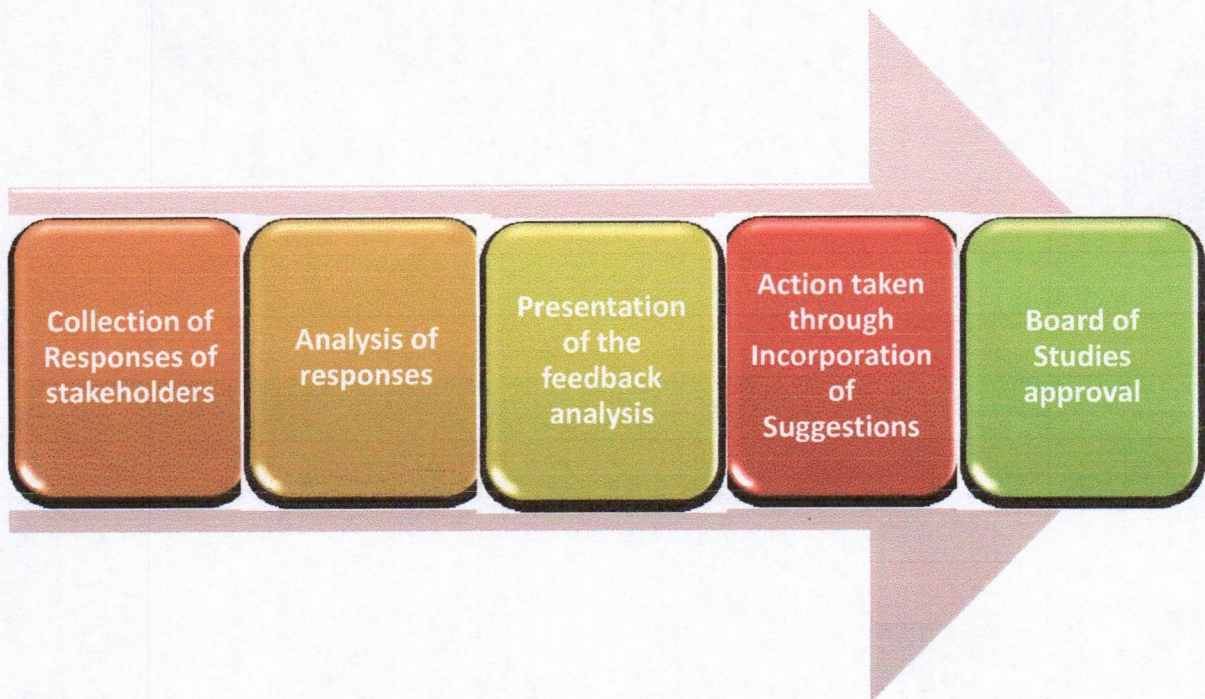 Collection of
Responses of
stakeholders
Analysis of
responses
Presentation
of the
feedback
analysis
Action taken
through
Incorporation
of
Suggestions
Board of
Studies
approval